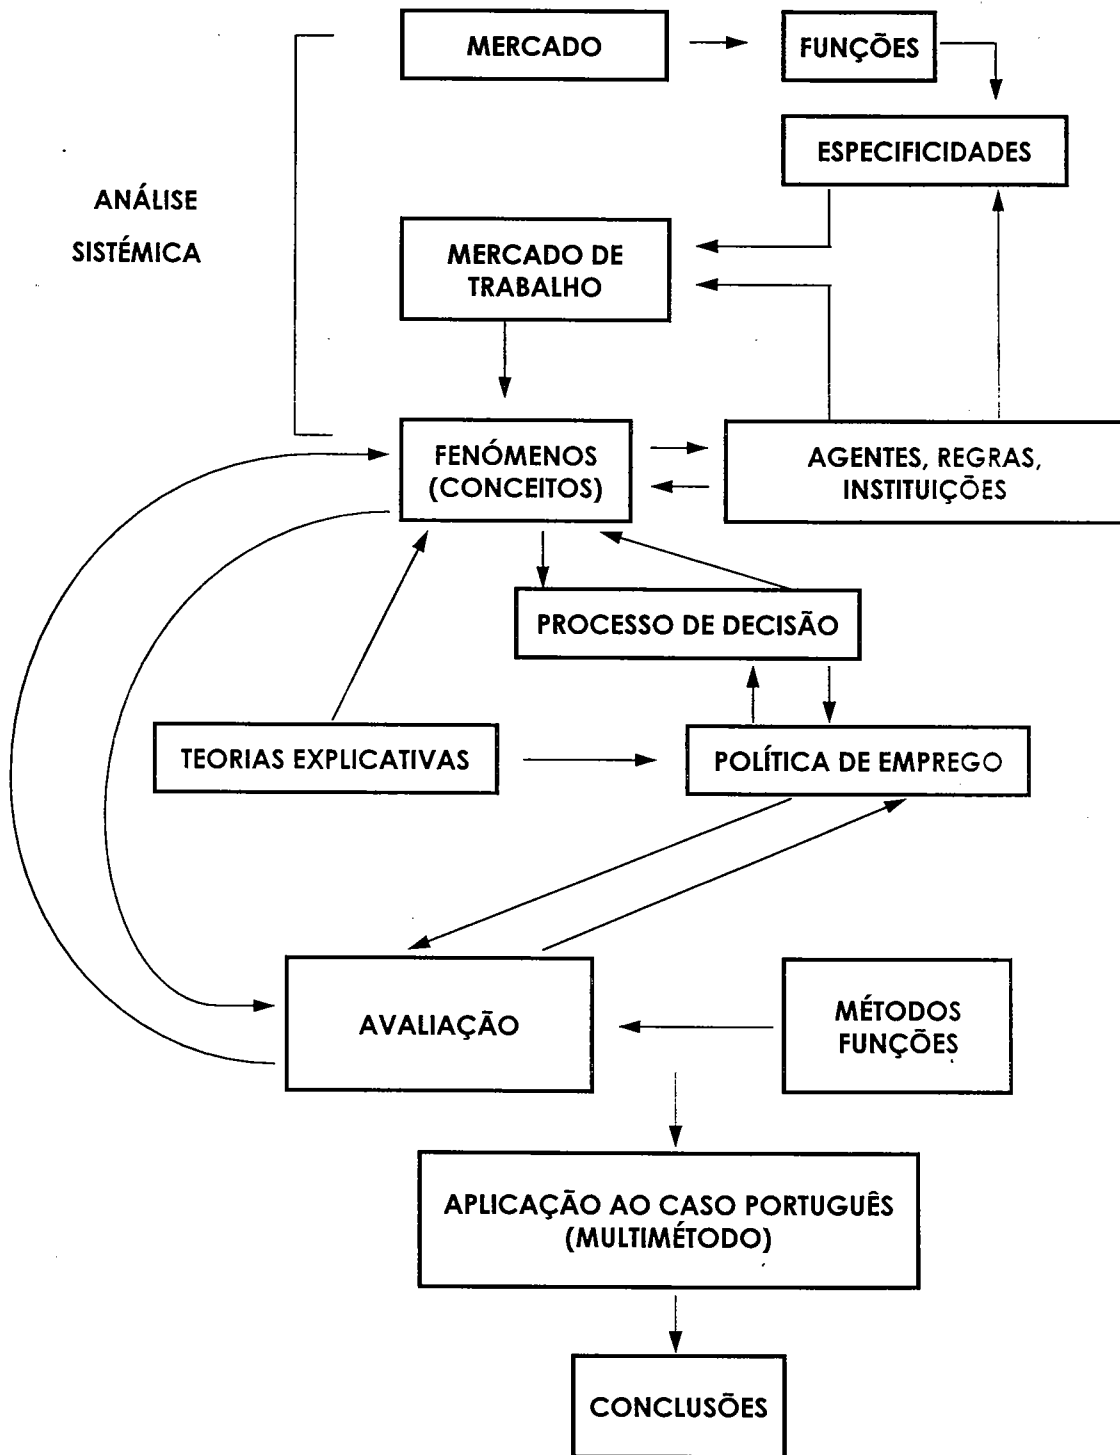 MERCADO
FUNÇÕES
ESPECIFICIDADES
ANÁLISE
SISTÉMICA
MERCADO DE
TRABALHO
FENÓMENOS
(CONCEITOS)
AGENTES, REGRAS,
INSTITUIÇÕES
PROCESSO DE DECISÃO
TEORIAS EXPLICATIVAS
POLÍTICA DE EMPREGO
AVALIAÇÃO
MÉTODOS
FUNÇÕES
APLICAÇÃO AO CASO PORTUGUÊS
(MULTIMÉTODO)
CONCLUSÕES